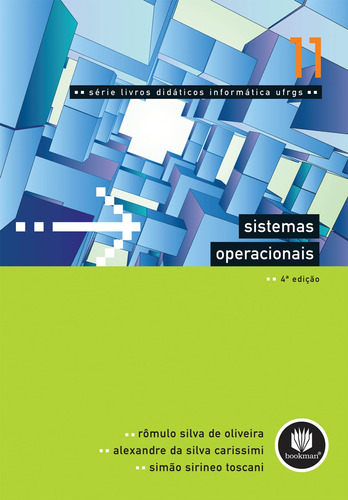 11
série livros didáticos informática ufrgs
sistemas
operacionais
4ª edição
rômulo silva de oliveira
alexandre da silva carissimi
simão sirineo toscani
bookman®